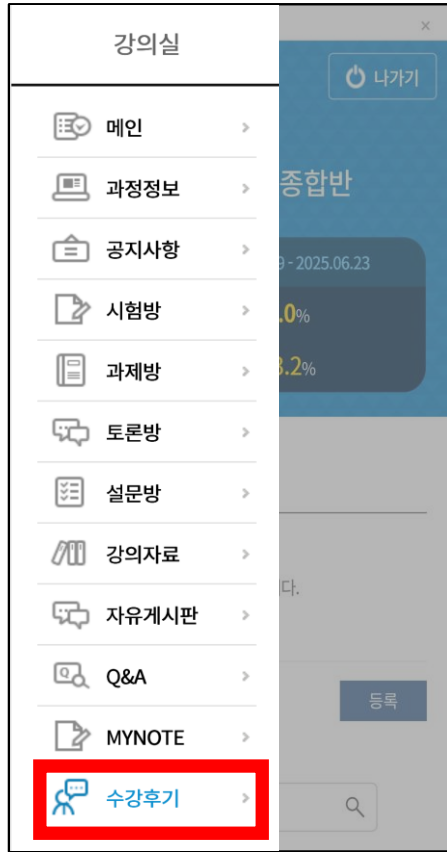 강의실
나가기
메인
과정정보
종합반
공지사항
- 2025.06.23
시험방
.0%
과제방
3.2%
토론방
설문방
강의자료
다.
자유게시판
Q&A
등록
MYNOTE
수강후기